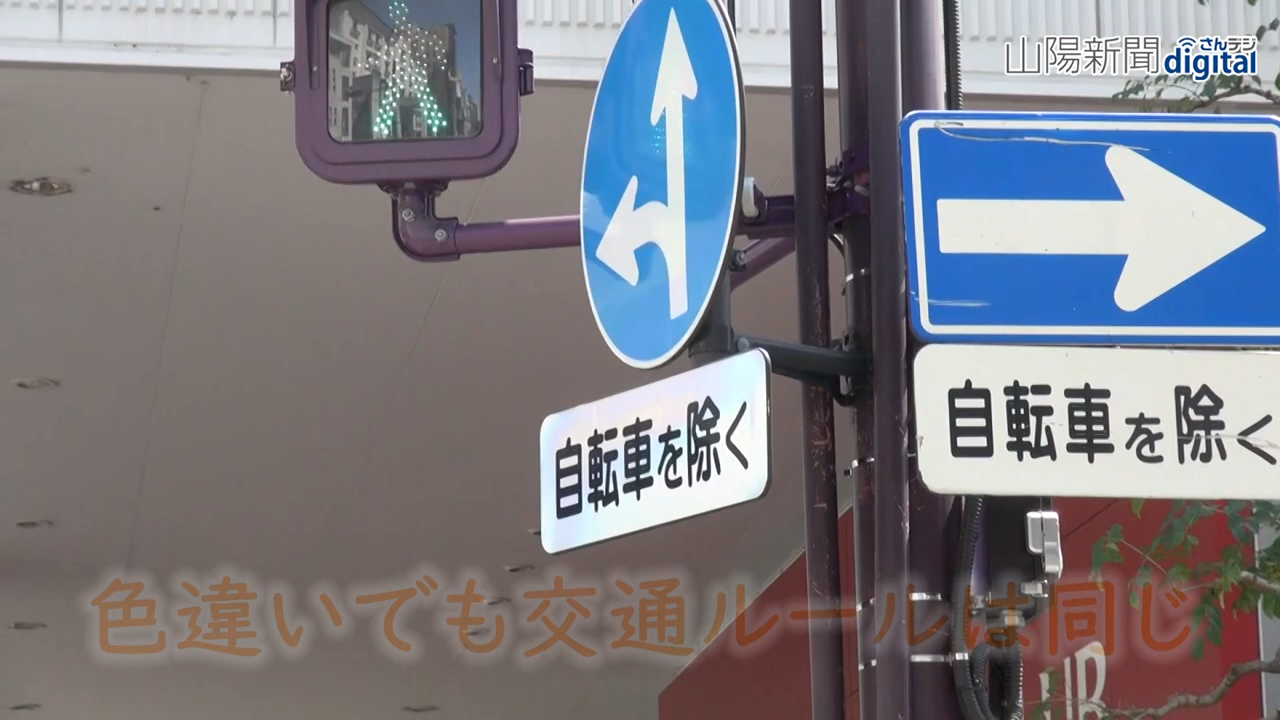 山陽新聞 さんデジ
digital
自転車を除く
自転車を除く
色違いでも交通ルールは同じ